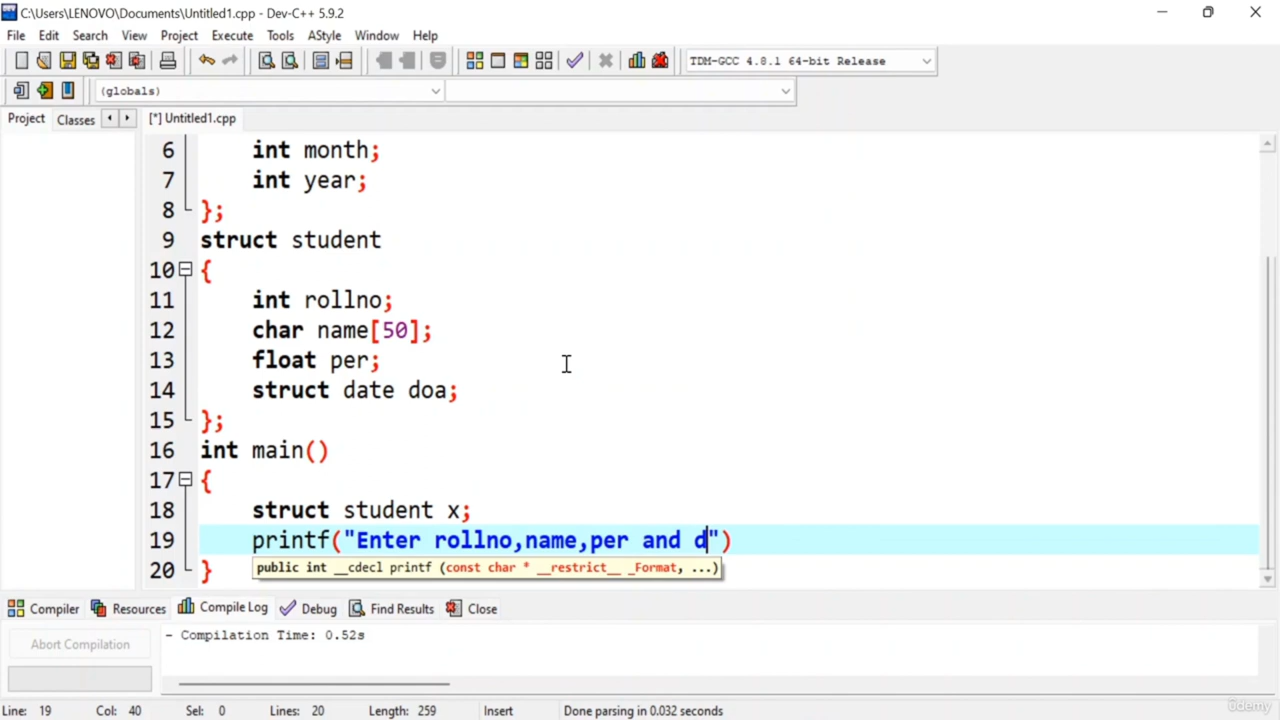 C:\Users\LENOVO\Documents\Untitled1.cpp - Dev-C++ 5.9.2
File Edit Search View Project Execute Tools AStyle Window Help
TDM-GCC 4.8.1 64-bit Release
(globals)
Project Classes [*] Untitled1.cpp
6 int month;
7 int year;
8 };
9 struct student
10 {
11 int rollno;
12 char name[50];
13 float per;
14 struct date doa;
15 };
16 int main()
17 {
18 struct student x;
19 printf("Enter rollno,name,per and d")
20 }
public int __cdecl printf (const char * __restrict__ _Format, ...)
Compiler Resources Compile Log Debug Find Results Close
Abort Compilation
- Compilation Time: 0.52s
Line: 19 Col: 40 Sel: 0 Lines: 20 Length: 259 Insert Done parsing in 0.032 seconds
ûdemy